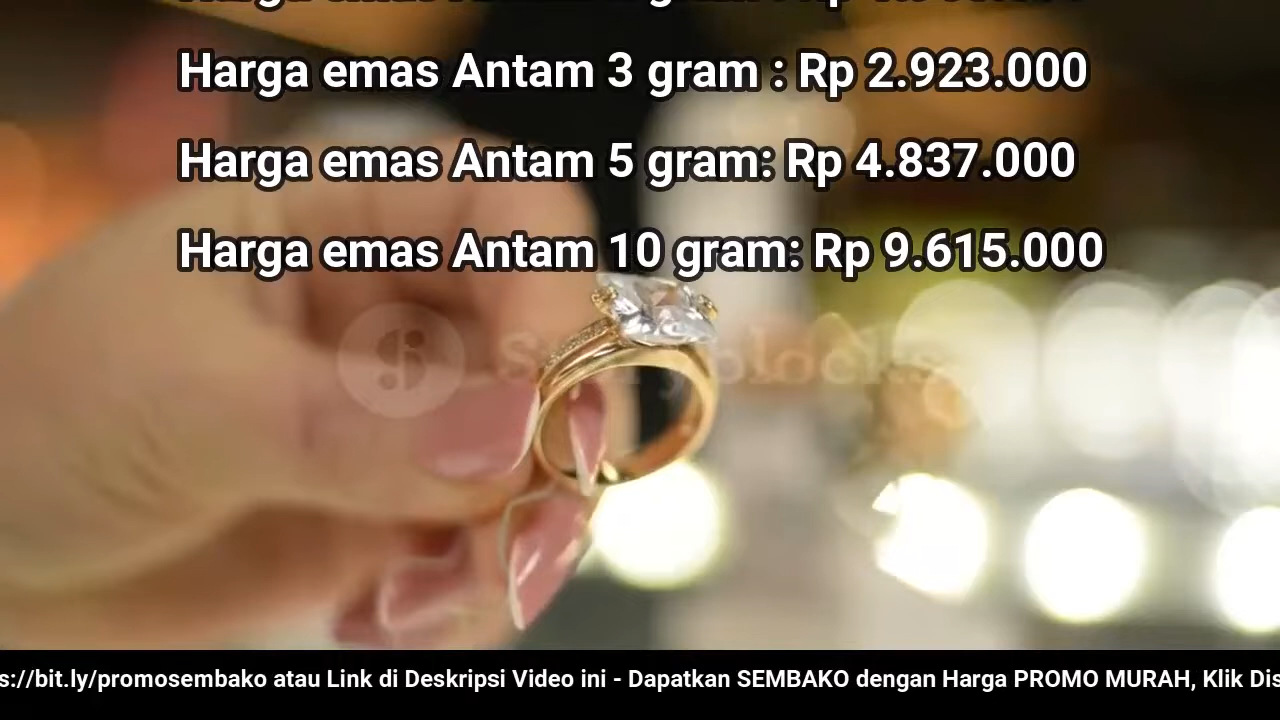 Harga emas Antam 3 gram : Rp 2.923.000
Harga emas Antam 5 gram: Rp 4.837.000
Harga emas Antam 10 gram: Rp 9.615.000
Storyblocks
s://bit.ly/promosembako atau Link di Deskripsi Video ini - Dapatkan SEMBAKO dengan Harga PROMO MURAH, Klik Dis